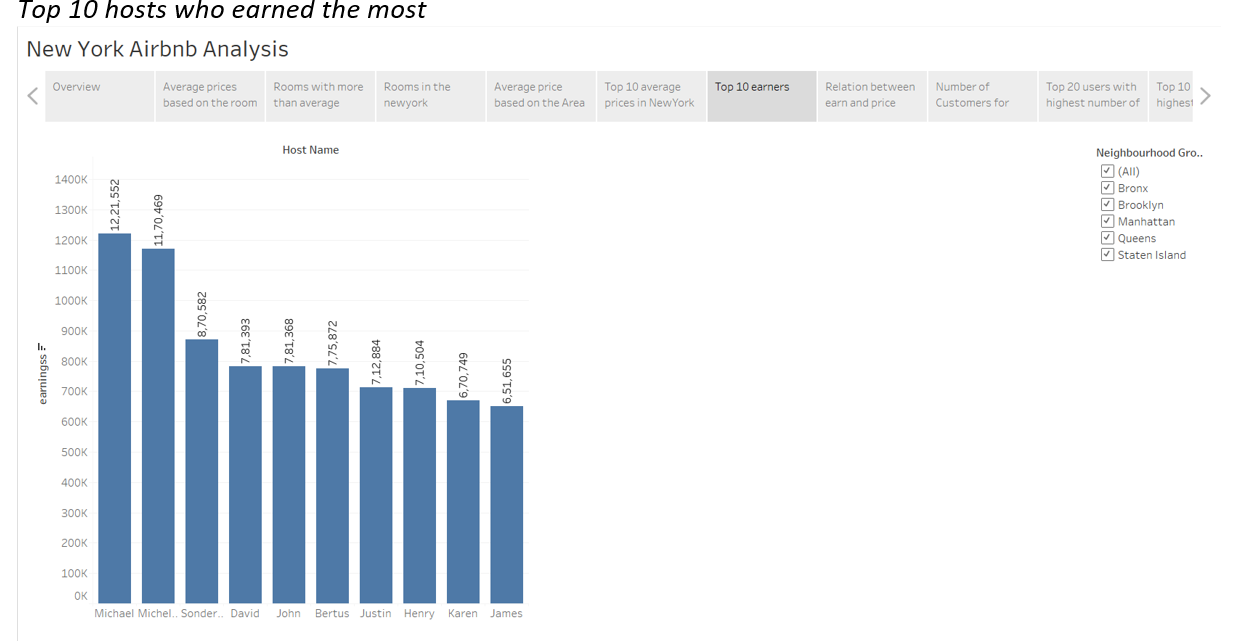 Top 10 hosts who earned the most
New York Airbnb Analysis
Overview
Average prices
based on the room
Rooms with more
than average
Rooms in the
newyork
Average price
based on the Area
Top 10 average
prices in NewYork
Top 10 earners
Relation between
earn and price
Number of
Customers for
Top 20 users with
highest number of
Top 10
highest
Host Name
Neighbourhood Gro..
(All)
Bronx
Brooklyn
Manhattan
Queens
Staten Island
earningss
1400K
1300K
1200K
1100K
1000K
900K
800K
700K
600K
500K
400K
300K
200K
100K
0K
12,21,552
11,70,469
8,70,582
7,81,393
7,81,368
7,75,872
7,12,884
7,10,504
6,70,749
6,51,655
Michael Michel.. Sonder.. David John Bertus Justin Henry Karen James